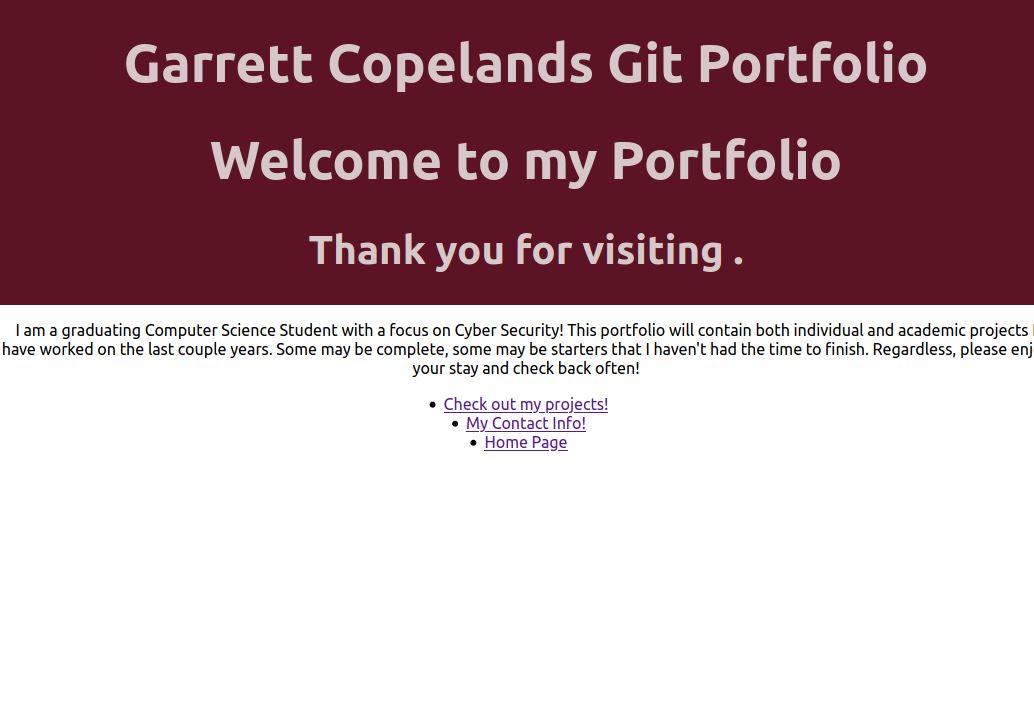 Garrett Copelands Git Portfolio
Welcome to my Portfolio
Thank you for visiting .
I am a graduating Computer Science Student with a focus on Cyber Security! This portfolio will contain both individual and academic projects I
have worked on the last couple years. Some may be complete, some may be starters that I haven't had the time to finish. Regardless, please enj
your stay and check back often!
Check out my projects!
My Contact Info!
Home Page